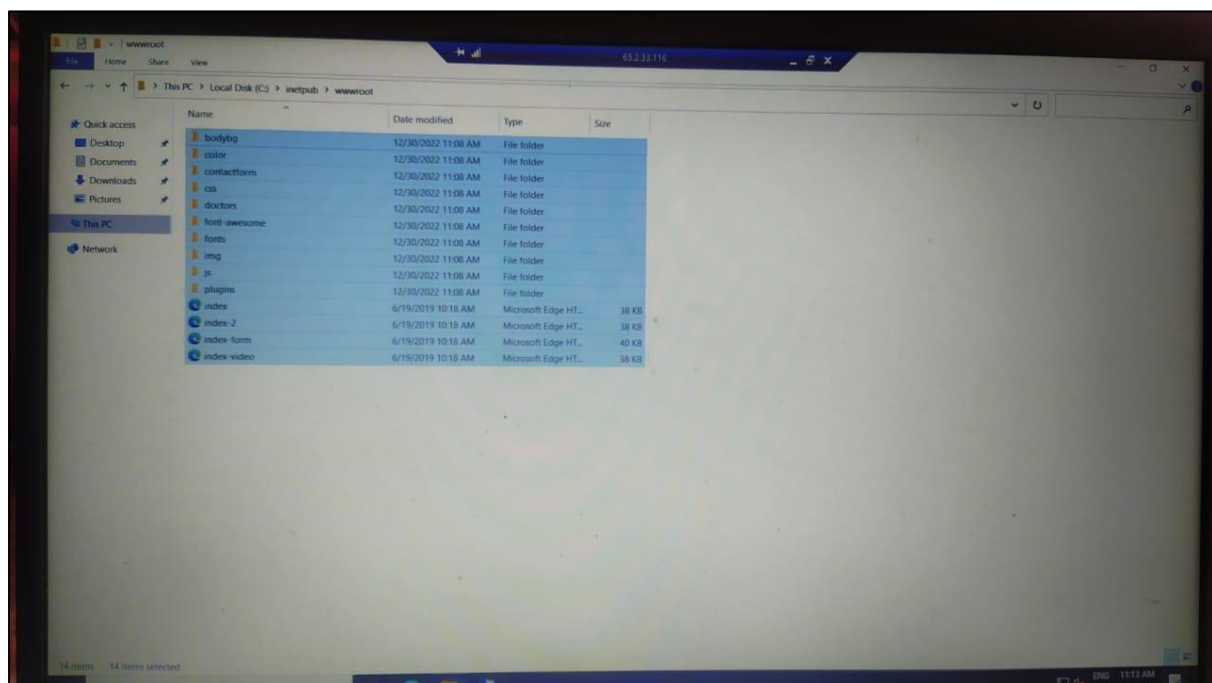 wwwroot
65.2.33.116
File Home Share View
This PC > Local Disk (C:) > inetpub > wwwroot
Name Date modified Type Size
Quick access
Desktop
Documents
Downloads
Pictures
This PC
Network
bodybg 12/30/2022 11:08 AM File folder
color 12/30/2022 11:08 AM File folder
contactform 12/30/2022 11:08 AM File folder
css 12/30/2022 11:08 AM File folder
doctors 12/30/2022 11:08 AM File folder
font-awesome 12/30/2022 11:08 AM File folder
fonts 12/30/2022 11:08 AM File folder
img 12/30/2022 11:08 AM File folder
js 12/30/2022 11:08 AM File folder
plugins 12/30/2022 11:08 AM File folder
index 6/19/2019 10:18 AM Microsoft Edge HT... 38 KB
index-2 6/19/2019 10:18 AM Microsoft Edge HT... 38 KB
index-form 6/19/2019 10:18 AM Microsoft Edge HT... 40 KB
index-video 6/19/2019 10:18 AM Microsoft Edge HT... 38 KB
14 items 14 items selected
ENG 11:13 AM